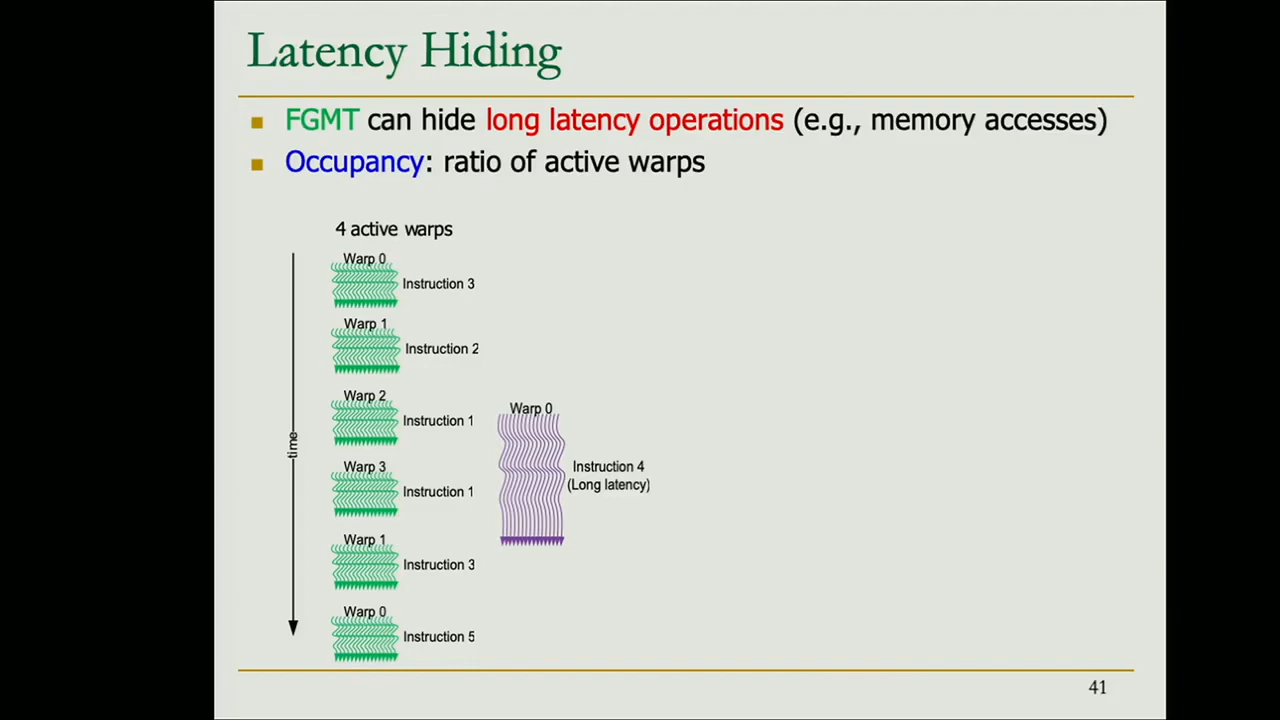 Latency Hiding
FGMT can hide long latency operations (e.g., memory accesses)
Occupancy: ratio of active warps
4 active warps
Warp 0
Instruction 3
Warp 1
Instruction 2
Warp 2
Instruction 1
Warp 0
Instruction 4
(Long latency)
Warp 3
Instruction 1
Warp 1
Instruction 3
Warp 0
Instruction 5
time
41